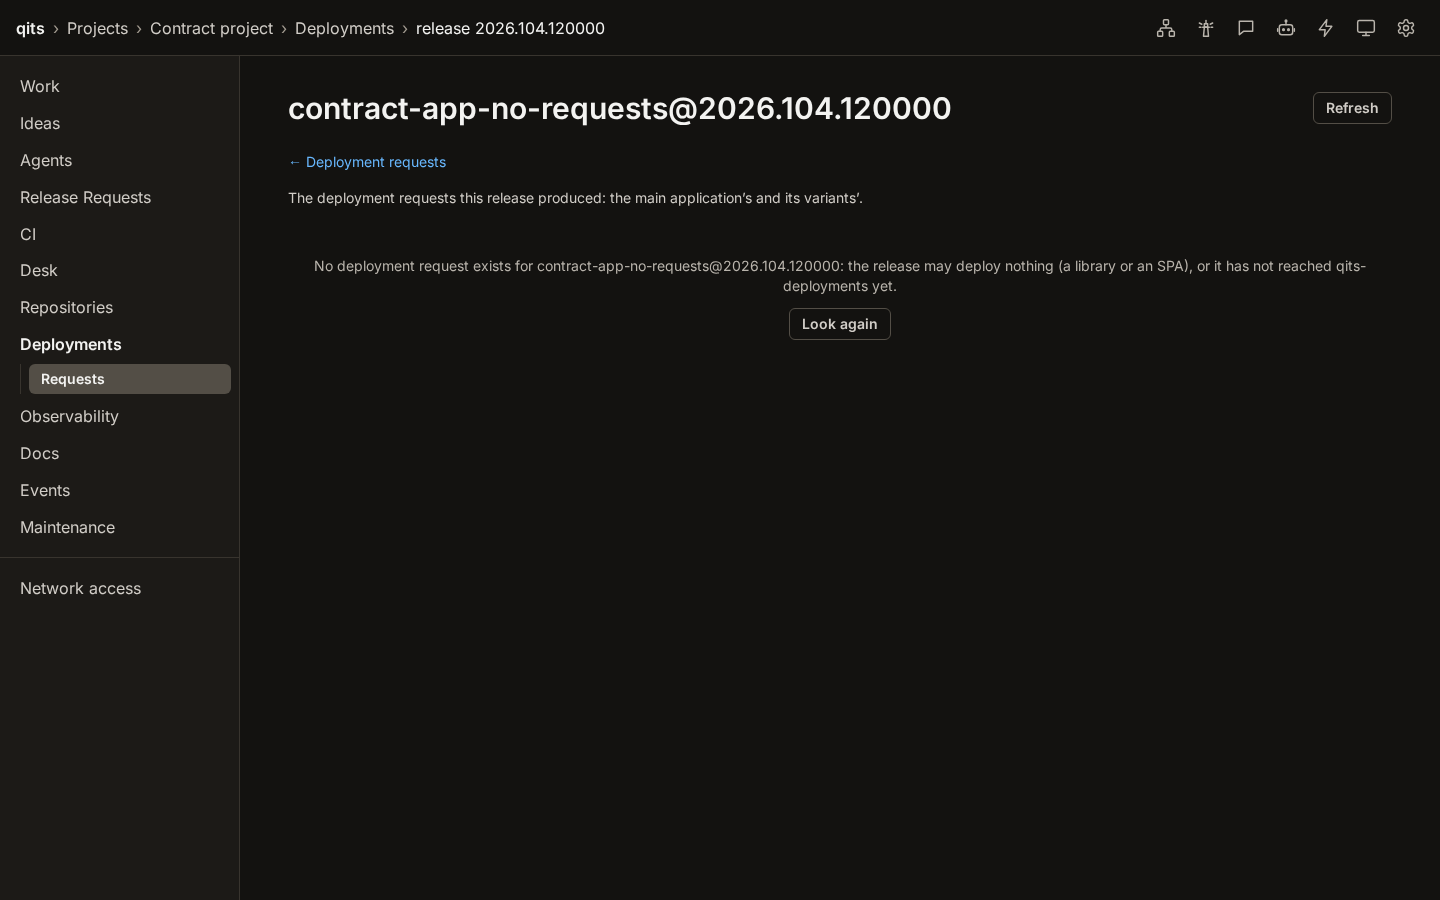 qits › Projects › Contract project › Deployments › release 2026.104.120000
Work
Ideas
Agents
Release Requests
CI
Desk
Repositories
Deployments
Requests
Observability
Docs
Events
Maintenance
Network access
contract-app-no-requests@2026.104.120000
Refresh
← Deployment requests
The deployment requests this release produced: the main application’s and its variants’.
No deployment request exists for contract-app-no-requests@2026.104.120000: the release may deploy nothing (a library or an SPA), or it has not reached qits-
deployments yet.
Look again